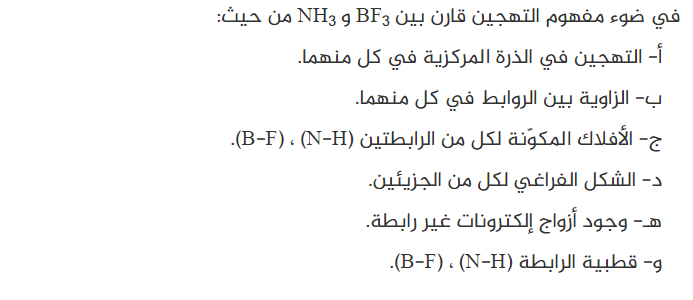 في ضوء مفهوم التهجين قارن بين BF₃ و NH₃ من حيث:
أ- التهجين في الذرة المركزية في كل منهما.
ب- الزاوية بين الروابط في كل منهما.
ج- الأفلاك المكوّنة لكل من الرابطتين (N-H) ، (B-F).
د- الشكل الفراغي لكل من الجزيئين.
هـ- وجود أزواج إلكترونات غير رابطة.
و- قطبية الرابطة (N-H) ، (B-F).